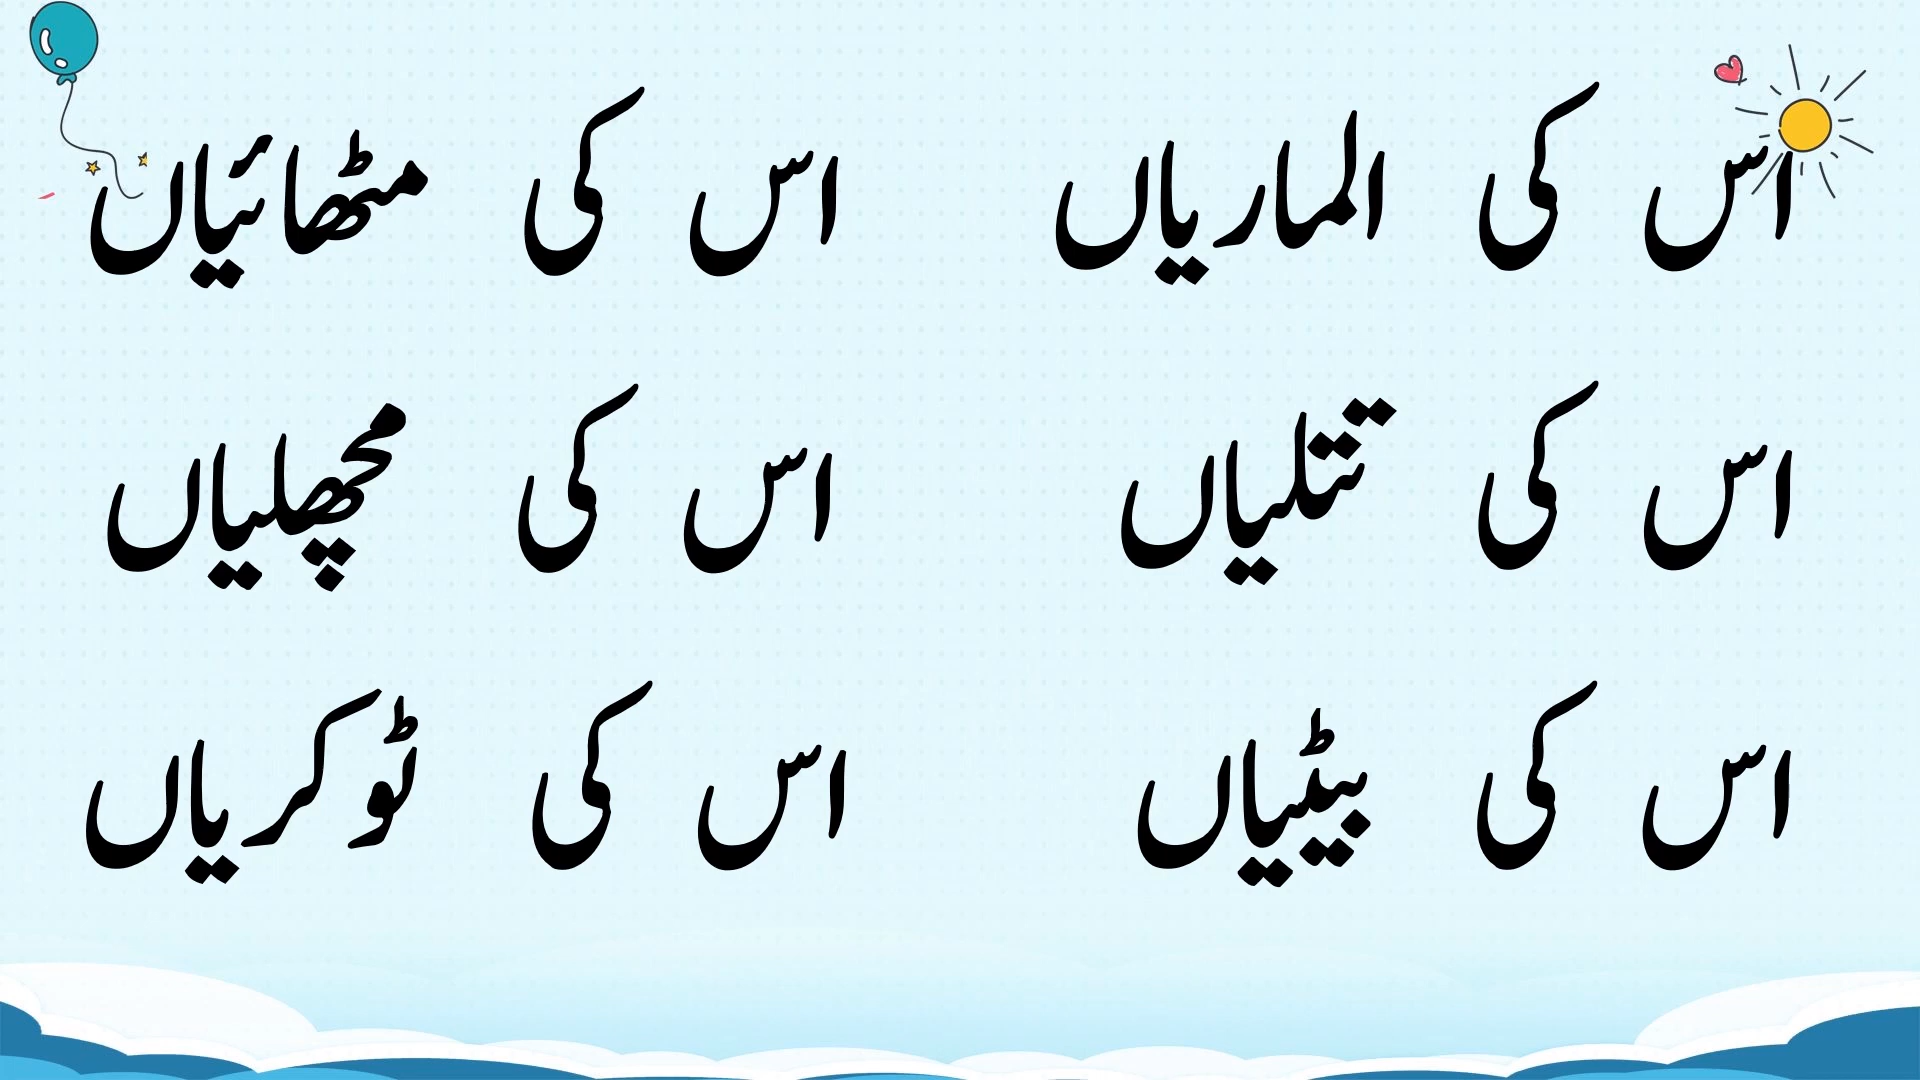 اس کی الماریاں اس کی مٹھائیاں
اس کی تتلیاں اس کی مچھلیاں
اس کی بیٹیاں اس کی ٹوکریاں